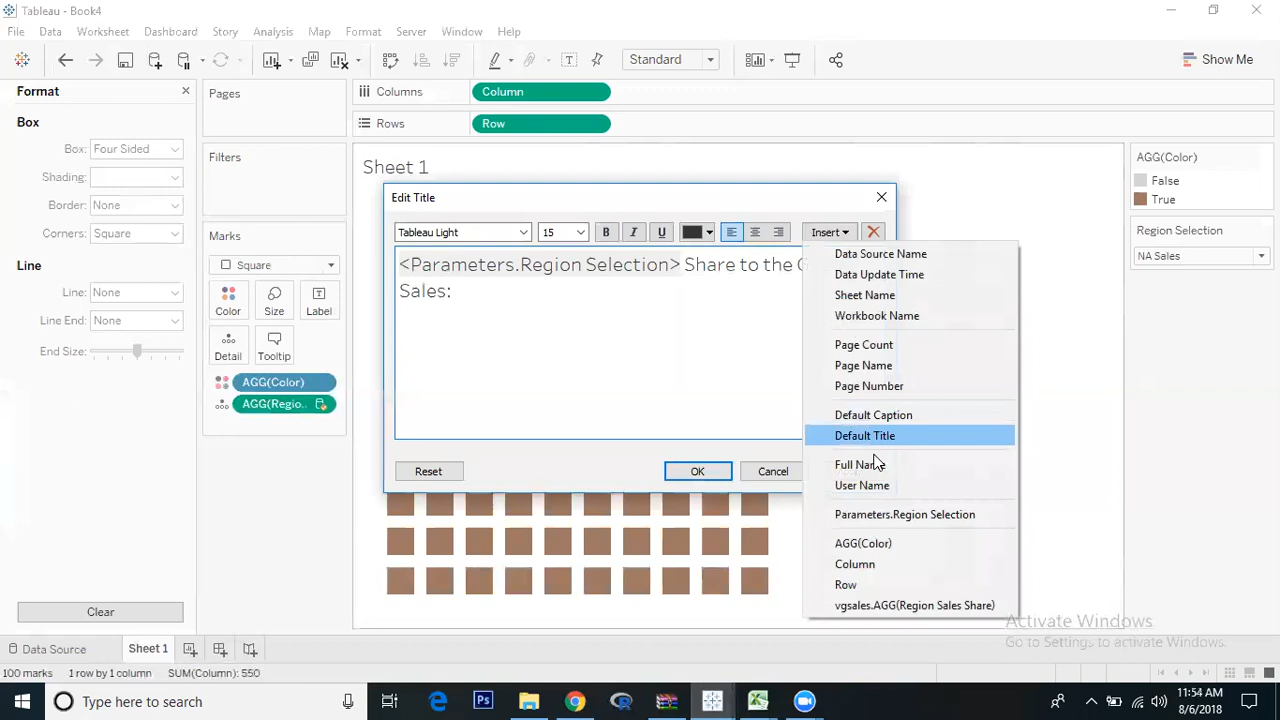 Tableau - Book4
File Data Worksheet Dashboard Story Analysis Map Format Server Window Help
Standard
Show Me
Format
Box
Box: Four Sided
Shading:
Border: None
Corners: Square
Line
Line: None
Line End: None
End Size:
Clear
Pages
Filters
Marks
Square
Color Size Label
Detail Tooltip
AGG(Color)
AGG(Regio..
Columns Column
Rows Row
Sheet 1
Edit Title
Tableau Light 15 B I U Insert
<Parameters.Region Selection> Share to the
Sales:
Reset OK Cancel
Data Source Name
Data Update Time
Sheet Name
Workbook Name
Page Count
Page Name
Page Number
Default Caption
Default Title
Full Name
User Name
Parameters.Region Selection
AGG(Color)
Column
Row
vgsales.AGG(Region Sales Share)
AGG(Color)
False
True
Region Selection
NA Sales
Activate Windows
Go to Settings to activate Windows.
Data Source Sheet 1
100 marks 1 row by 1 column SUM(Column): 550
Type here to search
Ps
R
11:54 AM
8/6/2018